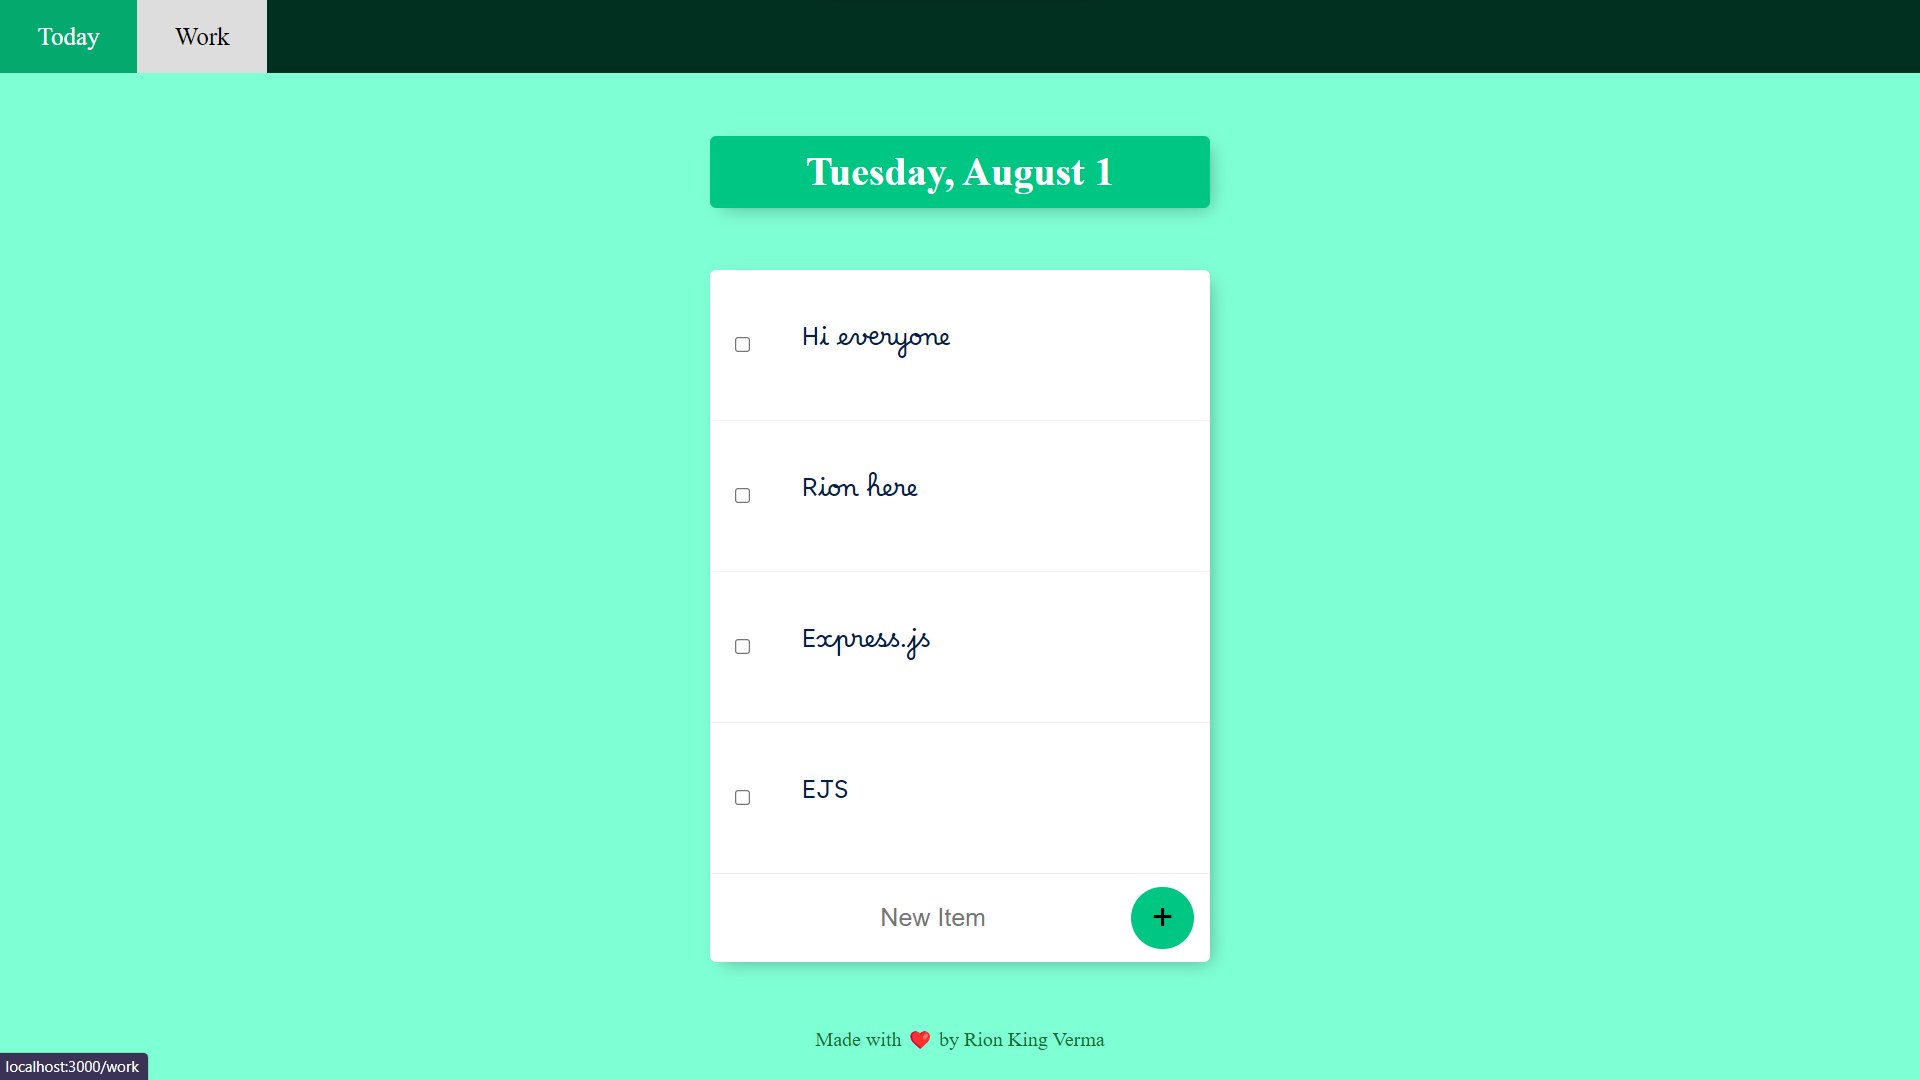 Today
Work
Tuesday, August 1
Hi everyone
Rion here
Express.js
EJS
New Item
+
Made with ❤️ by Rion King Verma
localhost:3000/work